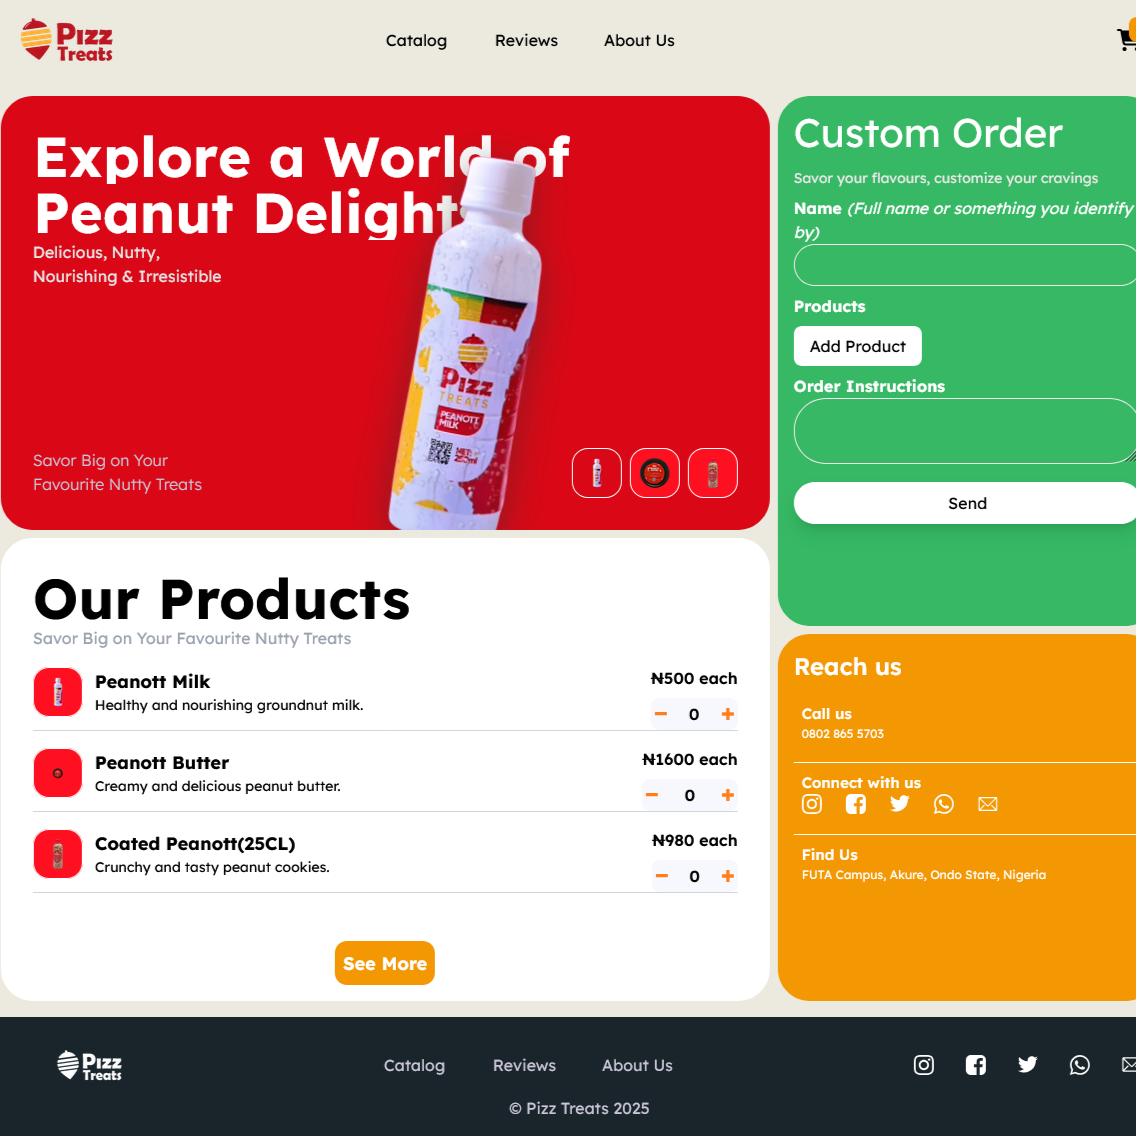 Pizz
Treats
Catalog
Reviews
About Us
Explore a World of
Peanut Delights
Delicious, Nutty,
Nourishing & Irresistible
Pizz
TREATS
PEANOTT
MILK
Savor Big on Your
Favourite Nutty Treats
Custom Order
Savor your flavours, customize your cravings
Name (Full name or something you identify
by)
Products
Add Product
Order Instructions
Send
Our Products
Savor Big on Your Favourite Nutty Treats
Peanott Milk
₦500 each
Healthy and nourishing groundnut milk.
0
Peanott Butter
₦1600 each
Creamy and delicious peanut butter.
0
Coated Peanott(25CL)
₦980 each
Crunchy and tasty peanut cookies.
0
See More
Reach us
Call us
0802 865 5703
Connect with us
Find Us
FUTA Campus, Akure, Ondo State, Nigeria
Pizz
Treats
Catalog
Reviews
About Us
© Pizz Treats 2025